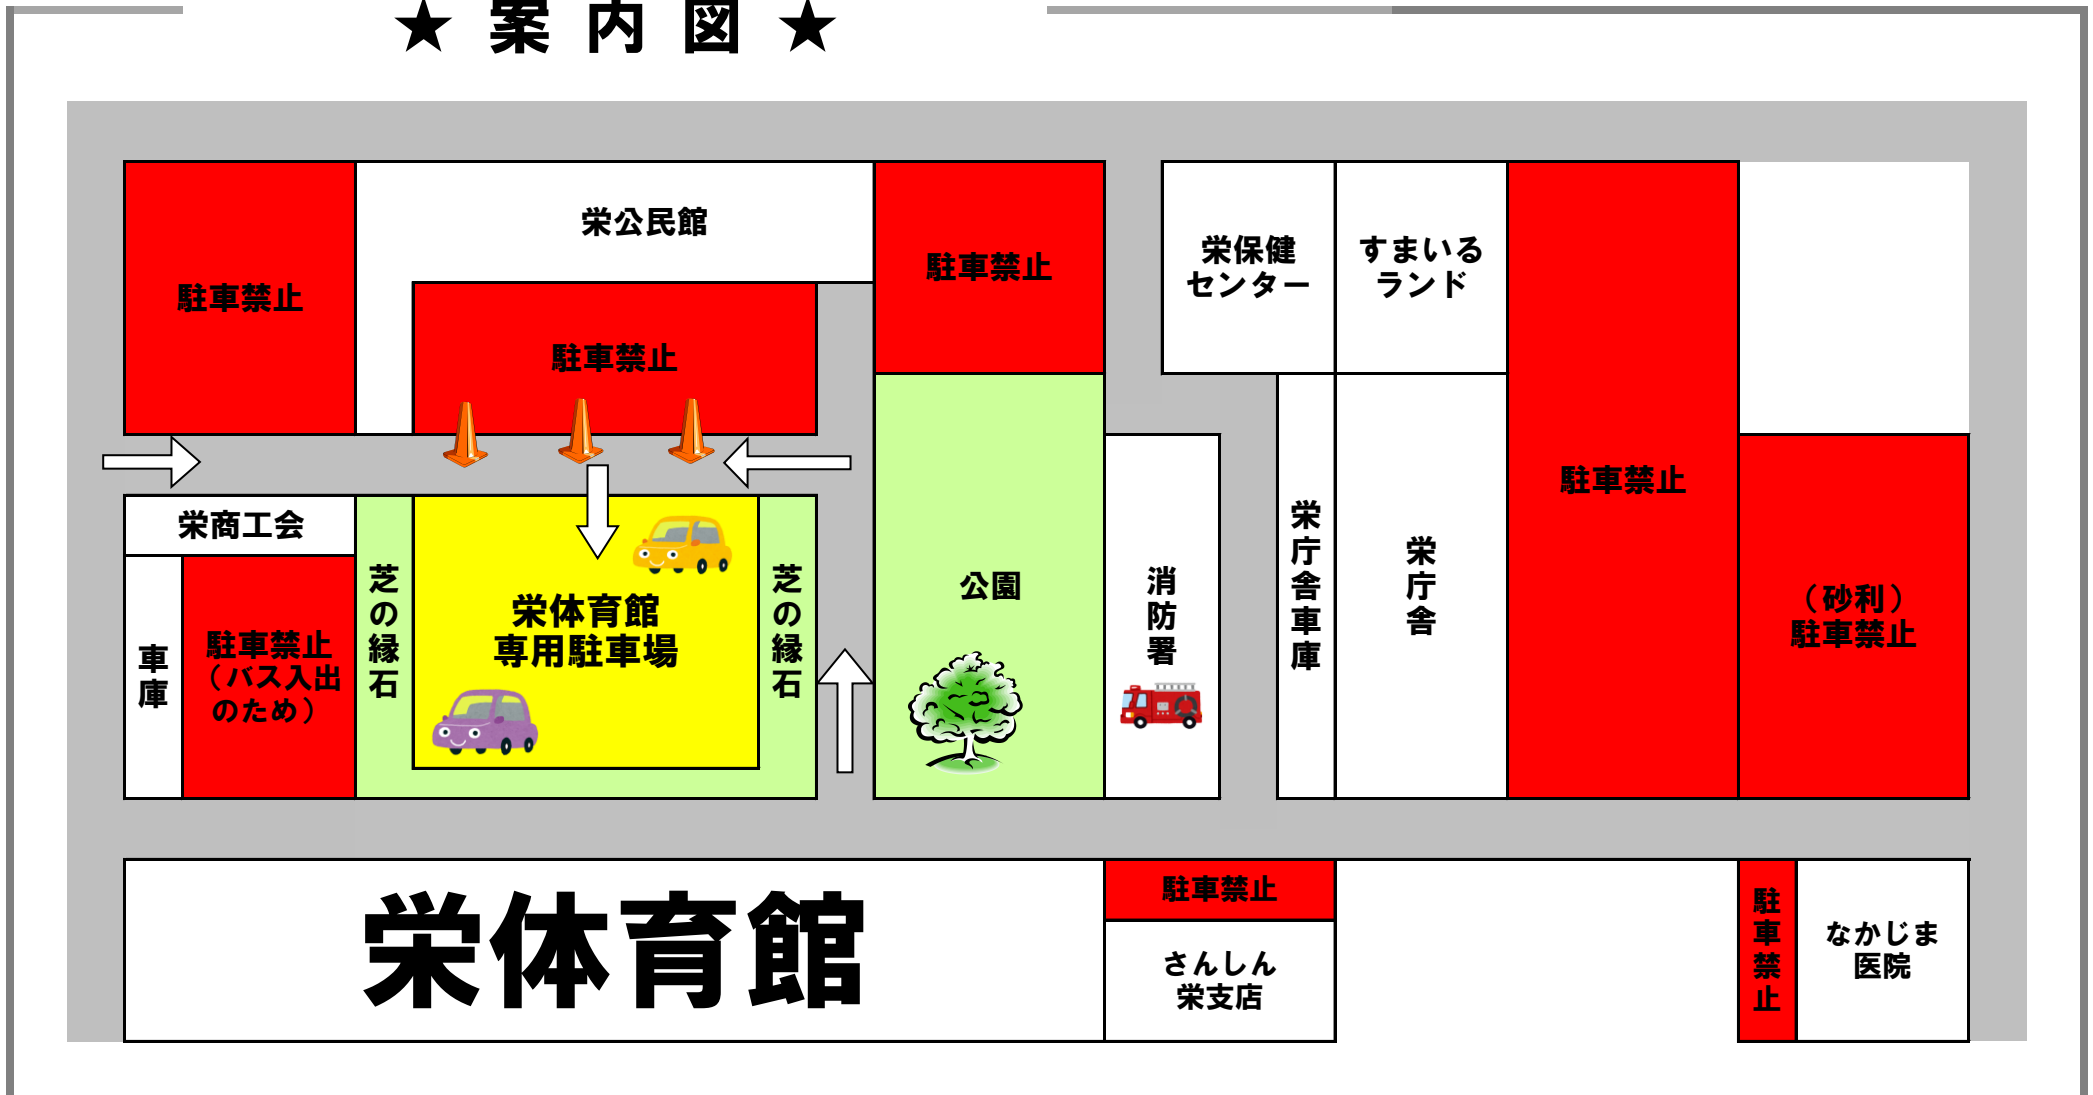 ★ 案 内 図 ★
駐車禁止
栄公民館
駐車禁止
駐車禁止
栄保健
センター
すまいる
ランド
駐車禁止
（砂利）
駐車禁止
栄商工会
車庫
駐車禁止
（バス入出
のため）
芝の縁石
栄体育館
専用駐車場
芝の縁石
公園
消防署
栄庁舎車庫
栄庁舎
栄体育館
駐車禁止
さんしん
栄支店
駐車禁止
なかじま
医院